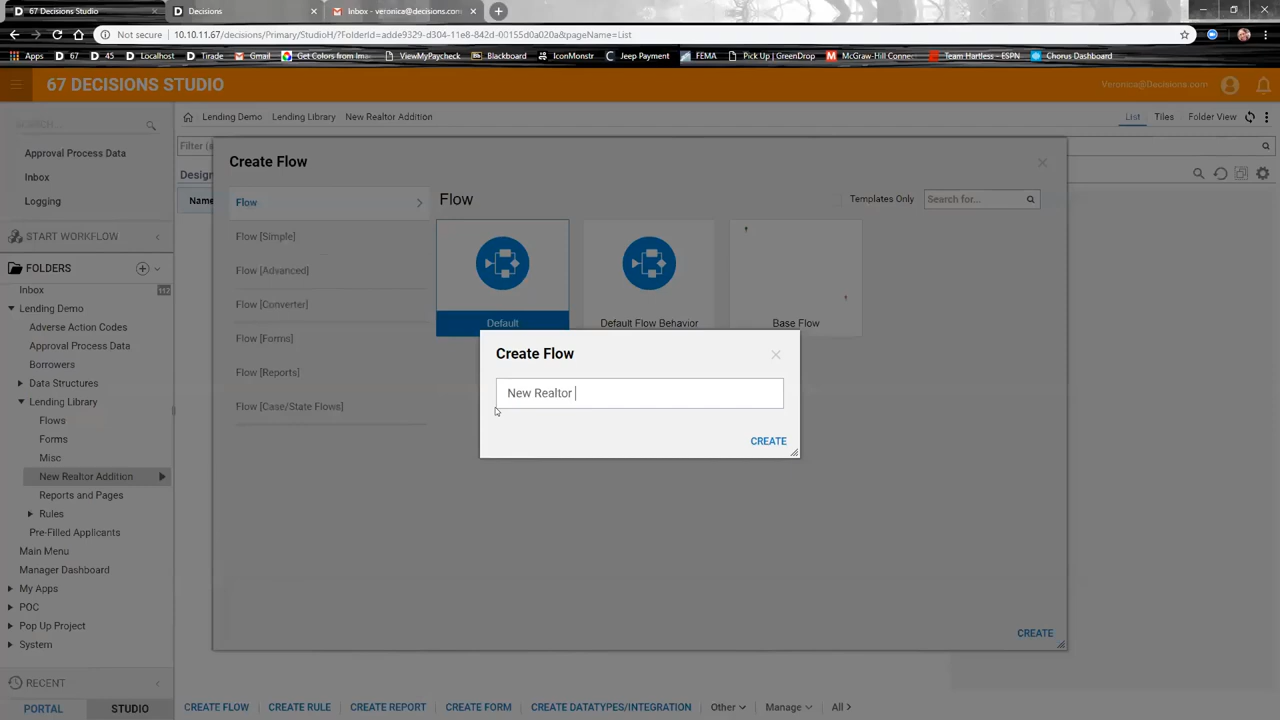 67 Decisions Studio
Decisions
Inbox - veronica@decisions.com
Not secure
10.10.11.67/decisions/Primary/StudioH/?FolderId=adde9329-d304-11e8-842d-00155d0a020a&pageName=List
Apps
67
45
Localhost
Tirade
Gmail
Get Colors from Ima
ViewMyPaycheck
Blackboard
IconMonstr
Jeep Payment
FEMA
Pick Up | GreenDrop
McGraw-Hill Conne
Team Hartless - ESPN
Chorus Dashboard
67 DECISIONS STUDIO
Veronica@Decisions.com
SEARCH...
Lending Demo
Lending Library
New Realtor Addition
List
Tiles
Folder View
Approval Process Data
Inbox
Logging
START WORKFLOW
FOLDERS
Inbox
112
Lending Demo
Adverse Action Codes
Approval Process Data
Borrowers
Data Structures
Lending Library
Flows
Forms
Misc
New Realtor Addition
Reports and Pages
Rules
Pre-Filled Applicants
Main Menu
Manager Dashboard
My Apps
POC
Pop Up Project
System
RECENT
PORTAL
STUDIO
Filter (s
Design
Name
Create Flow
Flow
Flow [Simple]
Flow [Advanced]
Flow [Converter]
Flow [Forms]
Flow [Reports]
Flow [Case/State Flows]
Flow
Templates Only
Search for...
Default
Default Flow Behavior
Base Flow
Create Flow
New Realtor
CREATE
CREATE
CREATE FLOW
CREATE RULE
CREATE REPORT
CREATE FORM
CREATE DATATYPES/INTEGRATION
Other
Manage
All